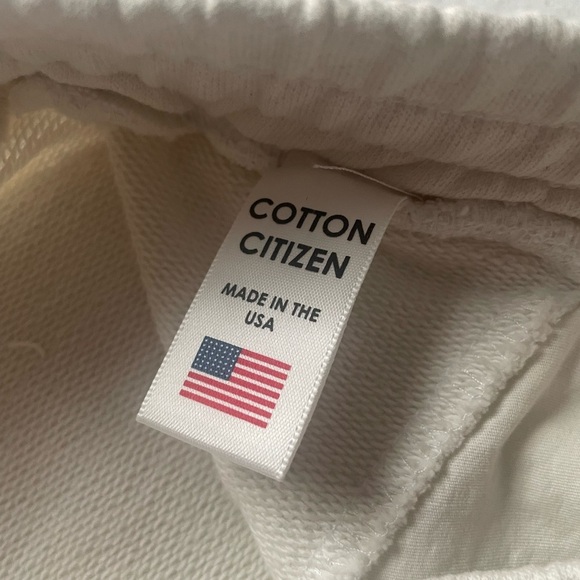 COTTON
CITIZEN
MADE IN THE
USA